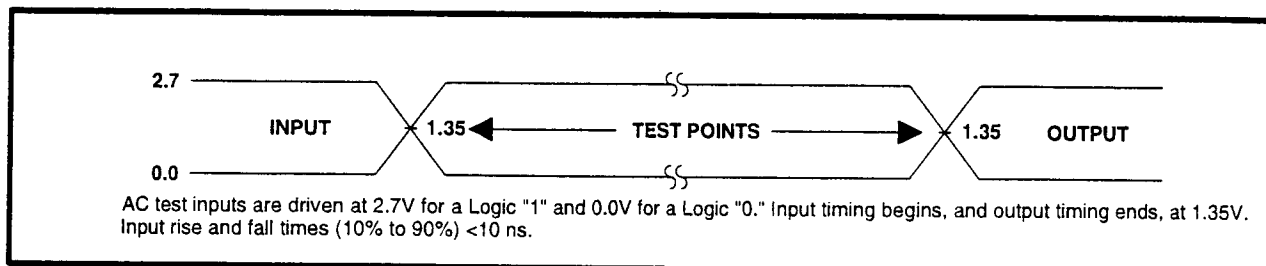 2.7
INPUT 1.35 TEST POINTS 1.35 OUTPUT
0.0
AC test inputs are driven at 2.7V for a Logic "1" and 0.0V for a Logic "0." Input timing begins, and output timing ends, at 1.35V.
Input rise and fall times (10% to 90%) <10 ns.